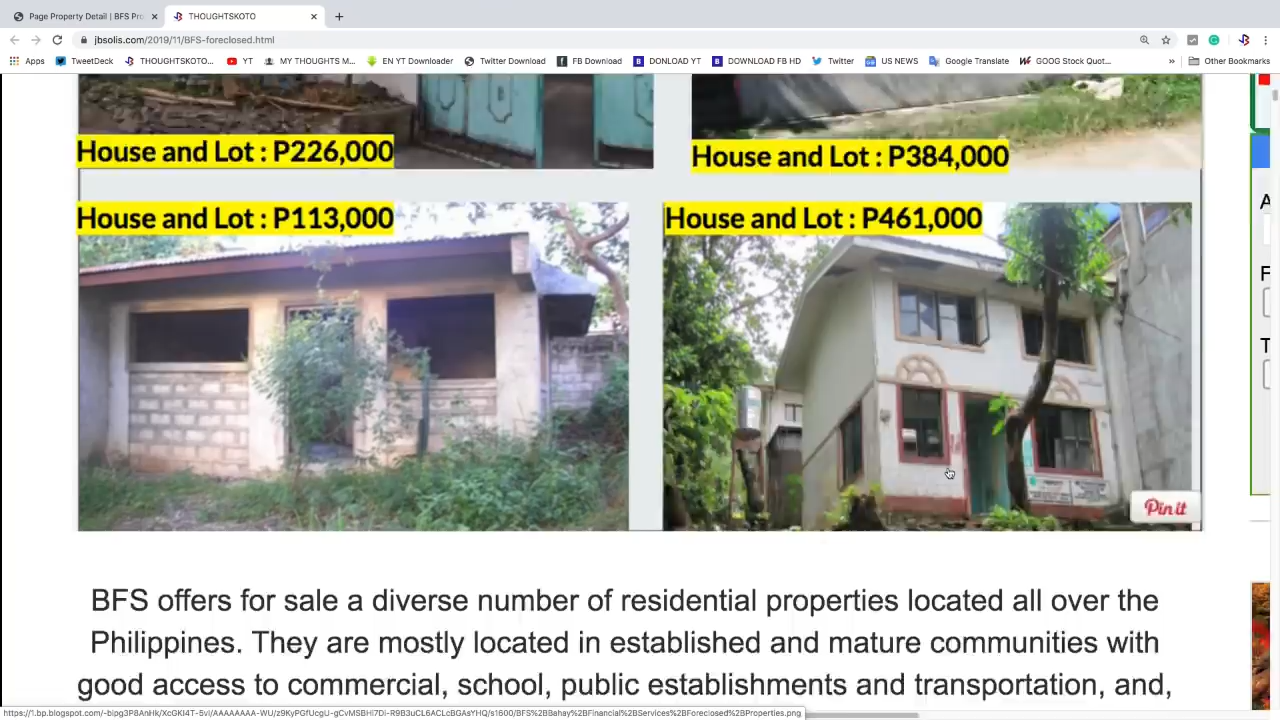 Page Property Detail | BFS Pro
THOUGHTSKOTO
jbsolis.com/2019/11/BFS-foreclosed.html
Apps
TweetDeck
THOUGHTSKOTO...
YT
MY THOUGHTS M...
EN YT Downloader
Twitter Download
FB Download
DONLOAD YT
DOWNLOAD FB HD
Twitter
US NEWS
Google Translate
GOOG Stock Quot...
»
Other Bookmarks
House and Lot : P226,000
House and Lot : P384,000
House and Lot : P113,000
House and Lot : P461,000
Pin it
A
F
T
BFS offers for sale a diverse number of residential properties located all over the
Philippines. They are mostly located in established and mature communities with
good access to commercial, school, public establishments and transportation, and,